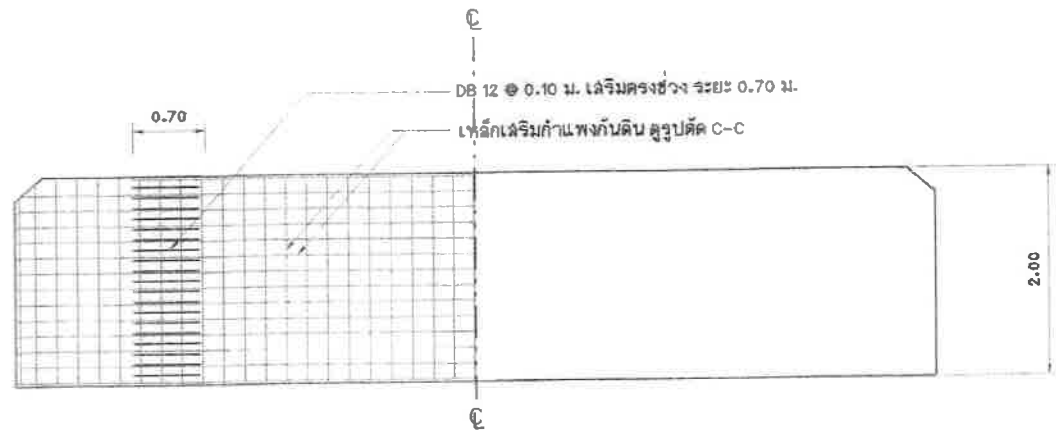 ℄
DB 12 @ 0.10 ม. เสริมตรงช่วง ระยะ 0.70 ม.
0.70
เหล็กเสริมกำแพงกันดิน ดูรูปตัด C-C
2.00
℄